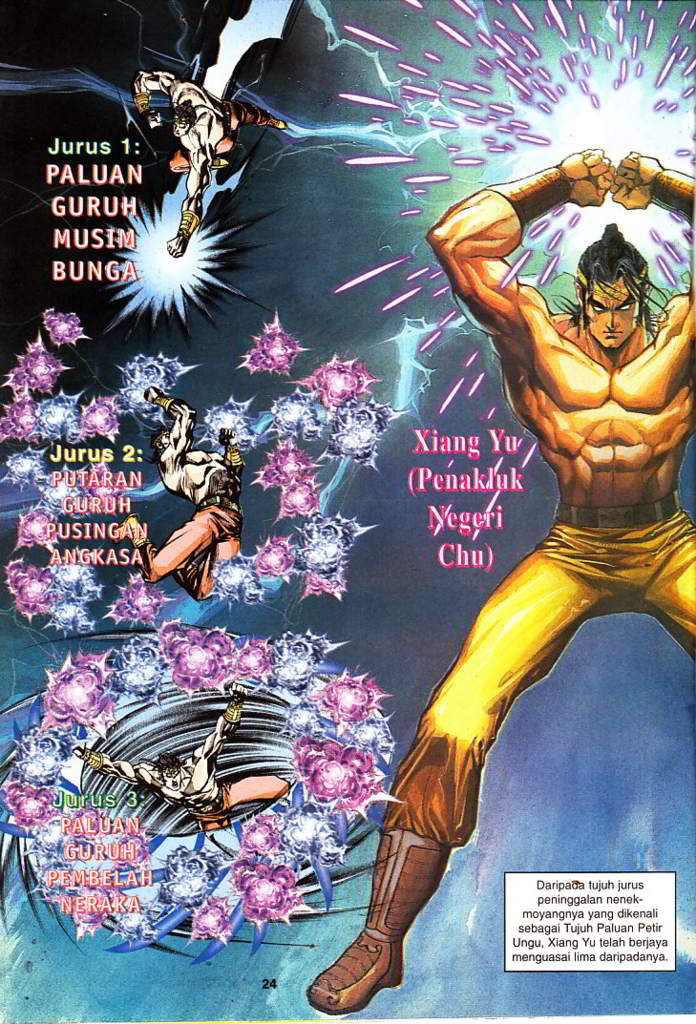 Jurus 1:
PALUAN
GURUH
MUSIM
BUNGA
Jurus 2:
PUTARAN
GURUH
PUSINGAN
ANGKASA
Xiang Yu
(Penakluk
Negeri
Chu)
Jurus 3:
PALUAN
GURUH
PEMBELAH
NERAKA
Daripada tujuh jurus
peninggalan nenek-
moyangnya yang dikenali
sebagai Tujuh Paluan Petir
Ungu, Xiang Yu telah berjaya
menguasai lima daripadanya.
24